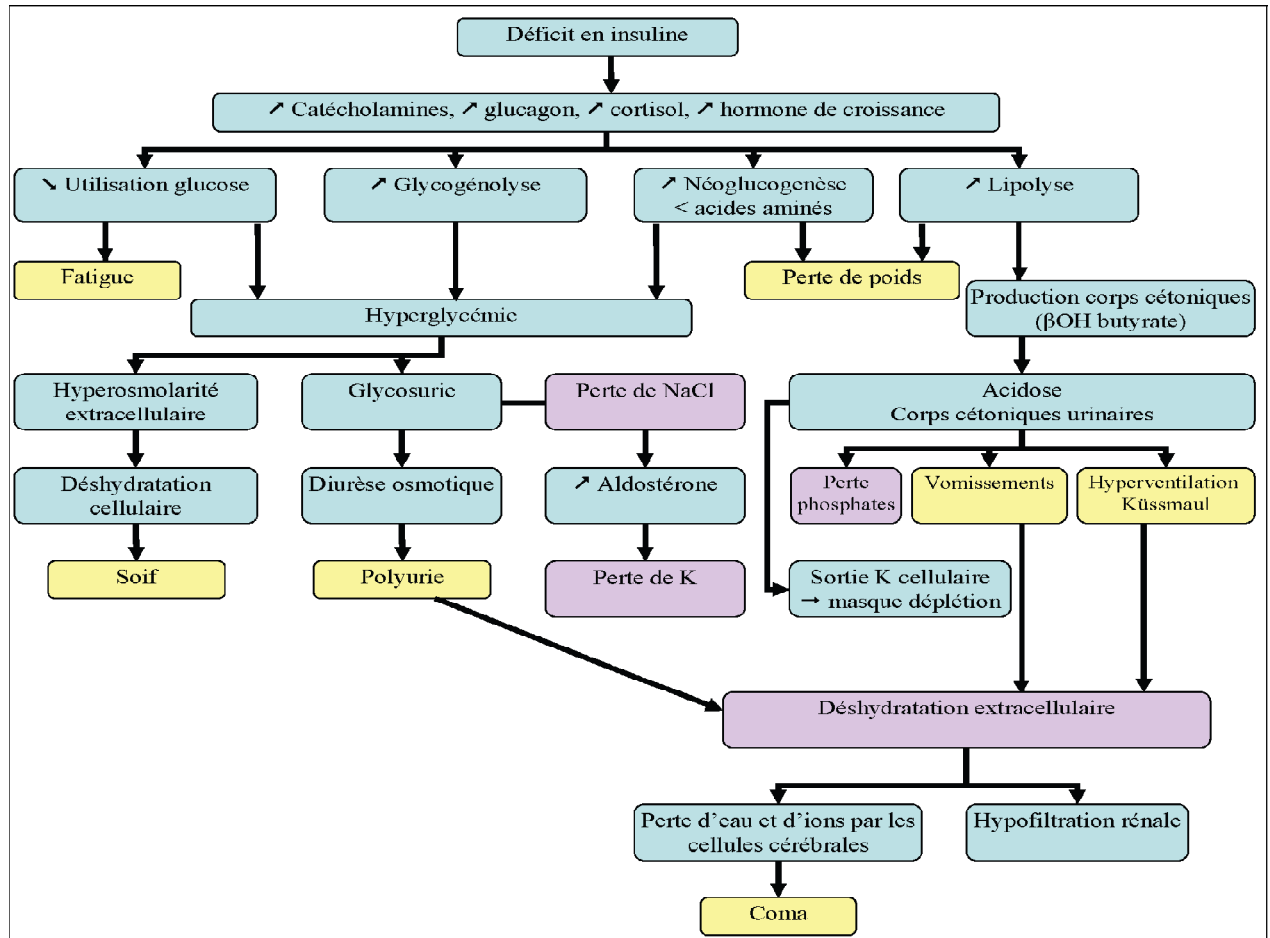 Déficit en insuline
↗ Catécholamines, ↗ glucagon, ↗ cortisol, ↗ hormone de croissance
↘ Utilisation glucose
↗ Glycogénolyse
↗ Néoglucogenèse
< acides aminés
↗ Lipolyse
Fatigue
Perte de poids
Hyperglycémie
Production corps cétoniques
(βOH butyrate)
Hyperosmolarité
extracellulaire
Glycosurie
Perte de NaCl
Acidose
Corps cétoniques urinaires
Déshydratation
cellulaire
Diurèse osmotique
↗ Aldostérone
Perte
phosphates
Vomissements
Hyperventilation
Küssmaul
Soif
Polyurie
Perte de K
Sortie K cellulaire
→ masque déplétion
Déshydratation extracellulaire
Perte d’eau et d’ions par les
cellules cérébrales
Hypofiltration rénale
Coma